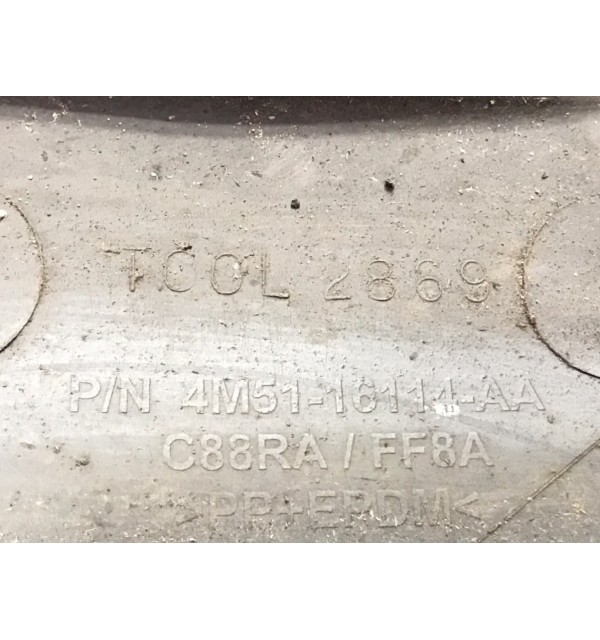 TOOL 2869
P/N 4M51-16114-AA
C88RA / FF8A
>PP+EPDM<